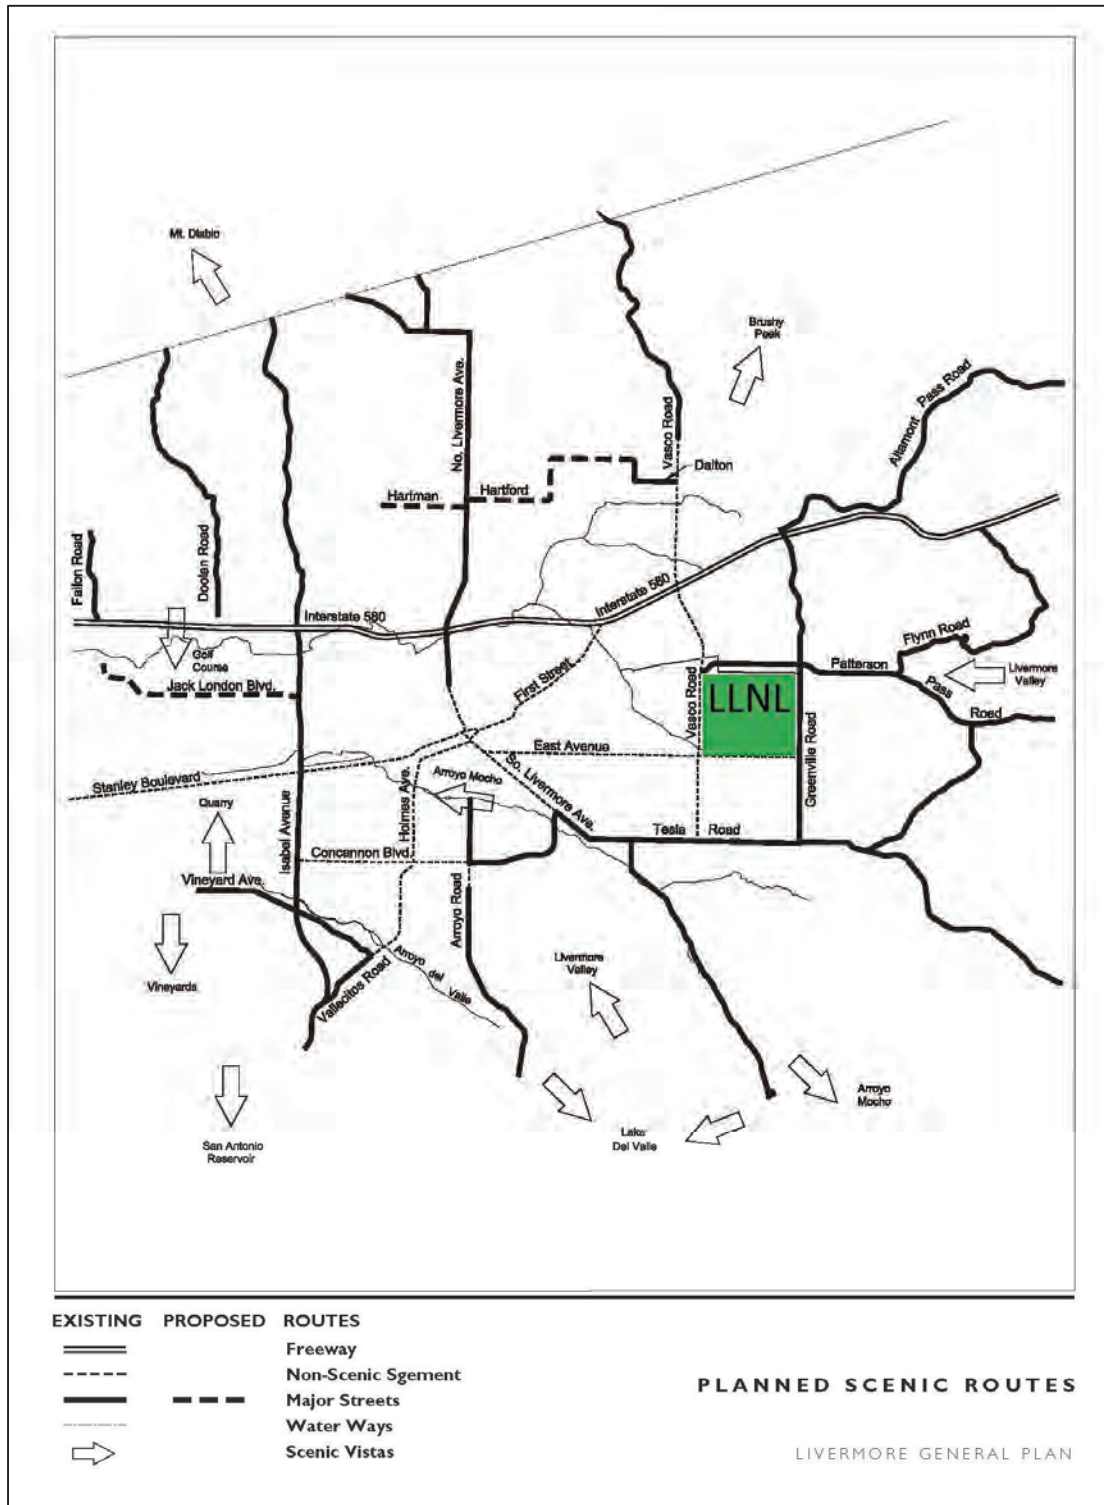 Mt. Diablo
Brushy
Peak
Altamont Pass Road
No. Livermore Ave.
Vasco Road
Dalton
Hartman
Hartford
Fallon Road
Doolan Road
Interstate 580
Interstate 580
Golf
Course
Jack London Blvd.
First Street
Vasco Road
LLNL
Patterson
Pass
Road
Flynn Road
Livermore
Valley
Greenville Road
East Avenue
Stanley Boulevard
Quarry
Isabel Avenue
Holmes Ave.
Arroyo Mocho
So. Livermore Ave.
Tesla Road
Concannon Blvd.
Vineyard Ave.
Arroyo Road
Vineyards
Vallecitos Road
Arroyo
del
Valle
Livermore
Valley
San Antonio
Reservoir
Lake
Del Valle
Arroyo
Mocho
EXISTING PROPOSED ROUTES
Freeway
Non-Scenic Sgement
Major Streets
Water Ways
Scenic Vistas
PLANNED SCENIC ROUTES
LIVERMORE GENERAL PLAN